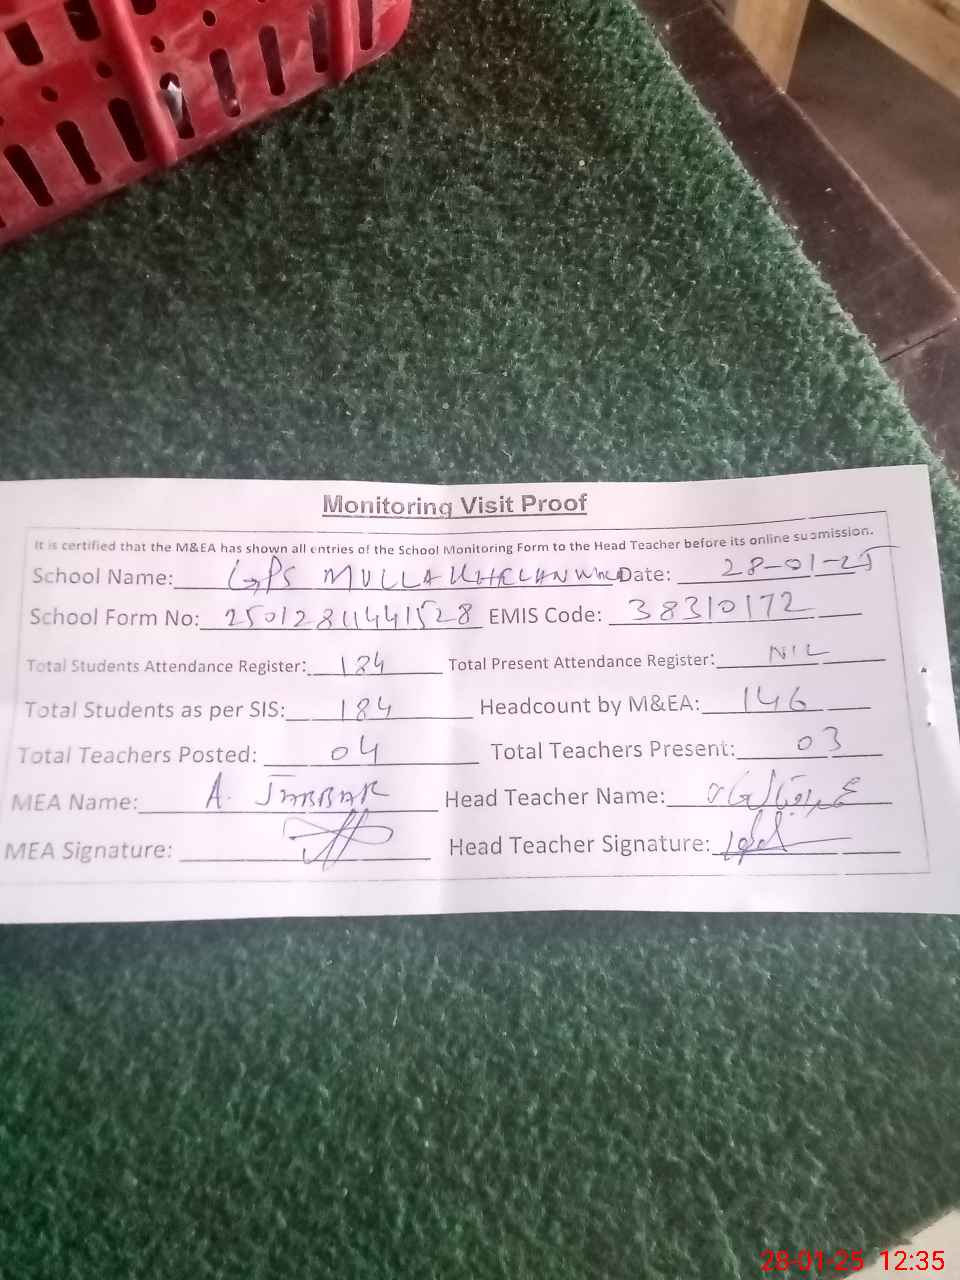 Monitoring Visit Proof
It is certified that the M&EA has shown all entries of the School Monitoring Form to the Head Teacher before its online submission.
School Name: GPS MULLA KHELAN Date: 28-01-25
School Form No: 25012811441528 EMIS Code: 38310172
Total Students Attendance Register: 184 Total Present Attendance Register: NIL
Total Students as per SIS: 184 Headcount by M&EA: 146
Total Teachers Posted: 04 Total Teachers Present: 03
MEA Name: A. JABBAR Head Teacher Name:
MEA Signature: Head Teacher Signature:
28-01-25 12:35